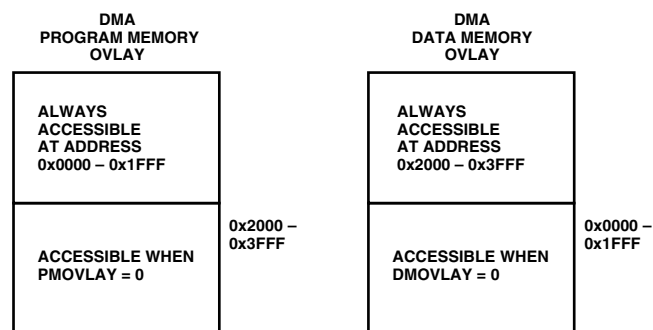 DMA
PROGRAM MEMORY
OVLAY
ALWAYS
ACCESSIBLE
AT ADDRESS
0x0000 – 0x1FFF
0x2000 –
0x3FFF
ACCESSIBLE WHEN
PMOVLAY = 0
DMA
DATA MEMORY
OVLAY
ALWAYS
ACCESSIBLE
AT ADDRESS
0x2000 – 0x3FFF
0x0000 –
0x1FFF
ACCESSIBLE WHEN
DMOVLAY = 0